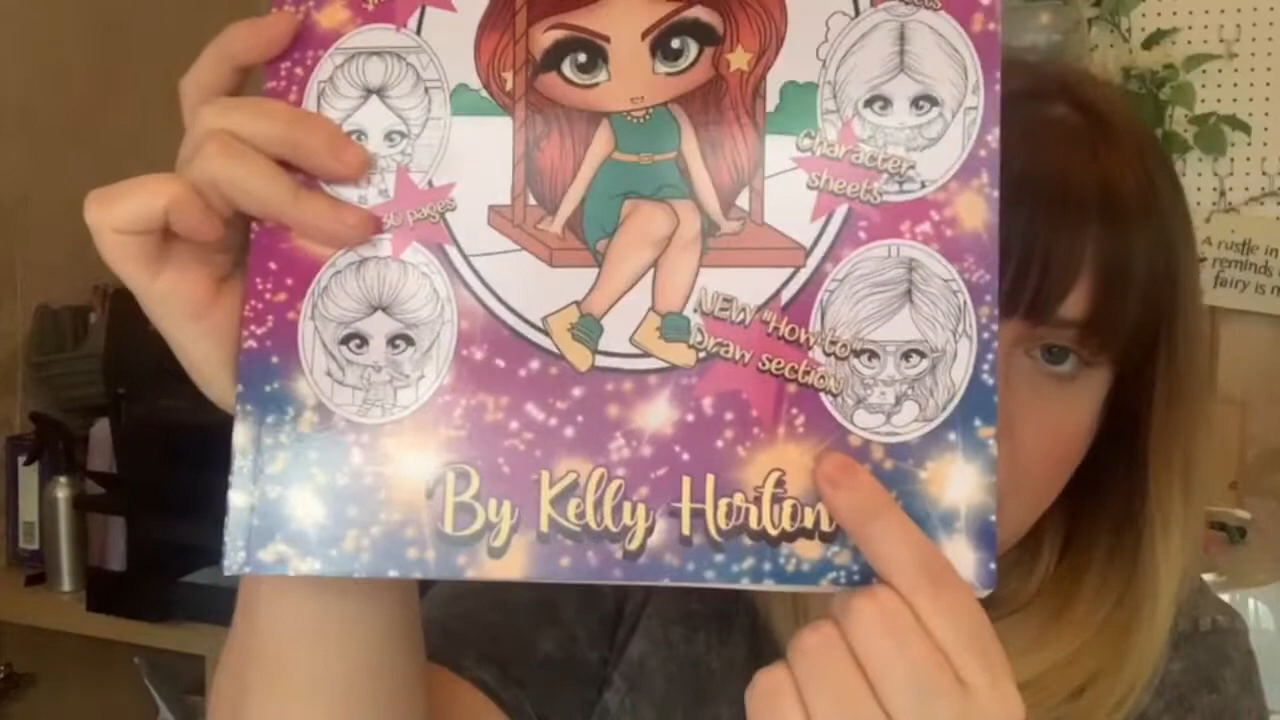 Character
sheets
30 pages
NEW "How to"
Draw section
By Kelly Horton
A rustle in
reminds
fairy is